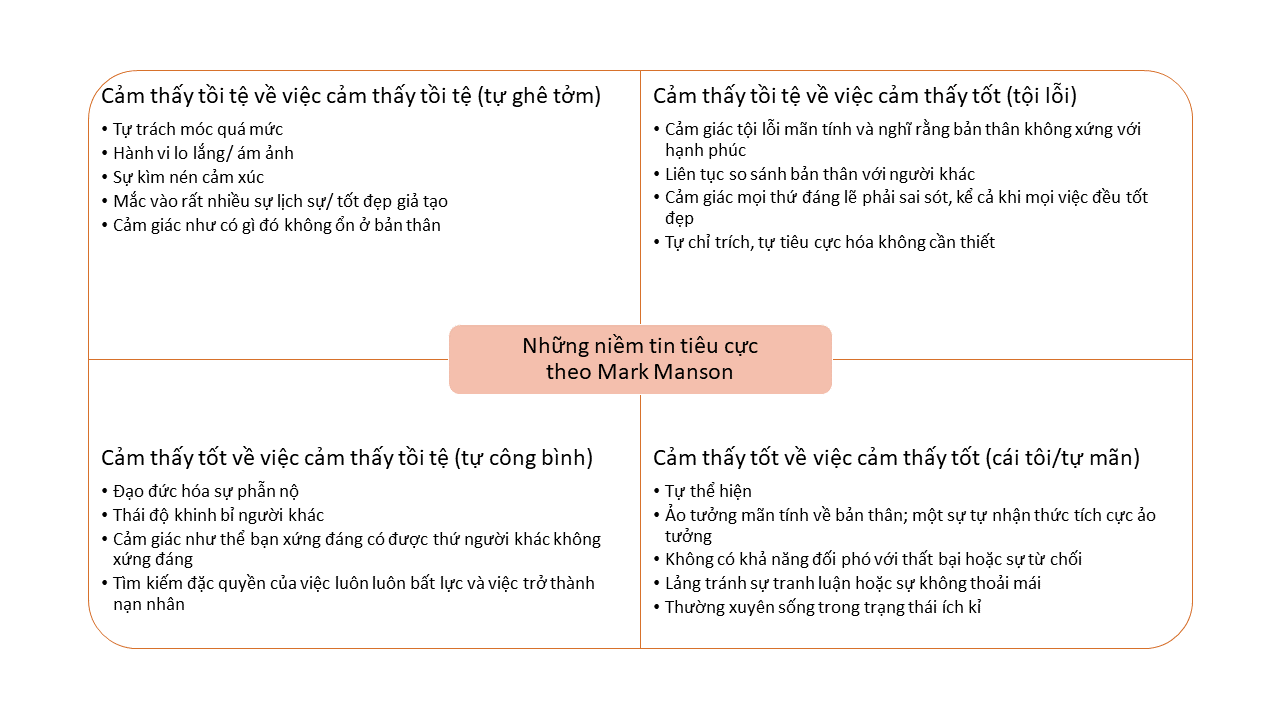 Cảm thấy tồi tệ về việc cảm thấy tồi tệ (tự ghê tởm)
• Tự trách móc quá mức
• Hành vi lo lắng/ ám ảnh
• Sự kìm nén cảm xúc
• Mắc vào rất nhiều sự lịch sự/ tốt đẹp giả tạo
• Cảm giác như có gì đó không ổn ở bản thân
Cảm thấy tồi tệ về việc cảm thấy tốt (tội lỗi)
• Cảm giác tội lỗi mãn tính và nghĩ rằng bản thân không xứng với
hạnh phúc
• Liên tục so sánh bản thân với người khác
• Cảm giác mọi thứ đáng lẽ phải sai sót, kể cả khi mọi việc đều tốt
đẹp
• Tự chỉ trích, tự tiêu cực hóa không cần thiết
Những niềm tin tiêu cực
theo Mark Manson
Cảm thấy tốt về việc cảm thấy tồi tệ (tự công bình)
• Đạo đức hóa sự phẫn nộ
• Thái độ khinh bỉ người khác
• Cảm giác như thể bạn xứng đáng có được thứ người khác không
xứng đáng
• Tìm kiếm đặc quyền của việc luôn luôn bất lực và việc trở thành
nạn nhân
Cảm thấy tốt về việc cảm thấy tốt (cái tôi/tự mãn)
• Tự thể hiện
• Ảo tưởng mãn tính về bản thân; một sự tự nhận thức tích cực ảo
tưởng
• Không có khả năng đối phó với thất bại hoặc sự từ chối
• Lảng tránh sự tranh luận hoặc sự không thoải mái
• Thường xuyên sống trong trạng thái ích kỉ